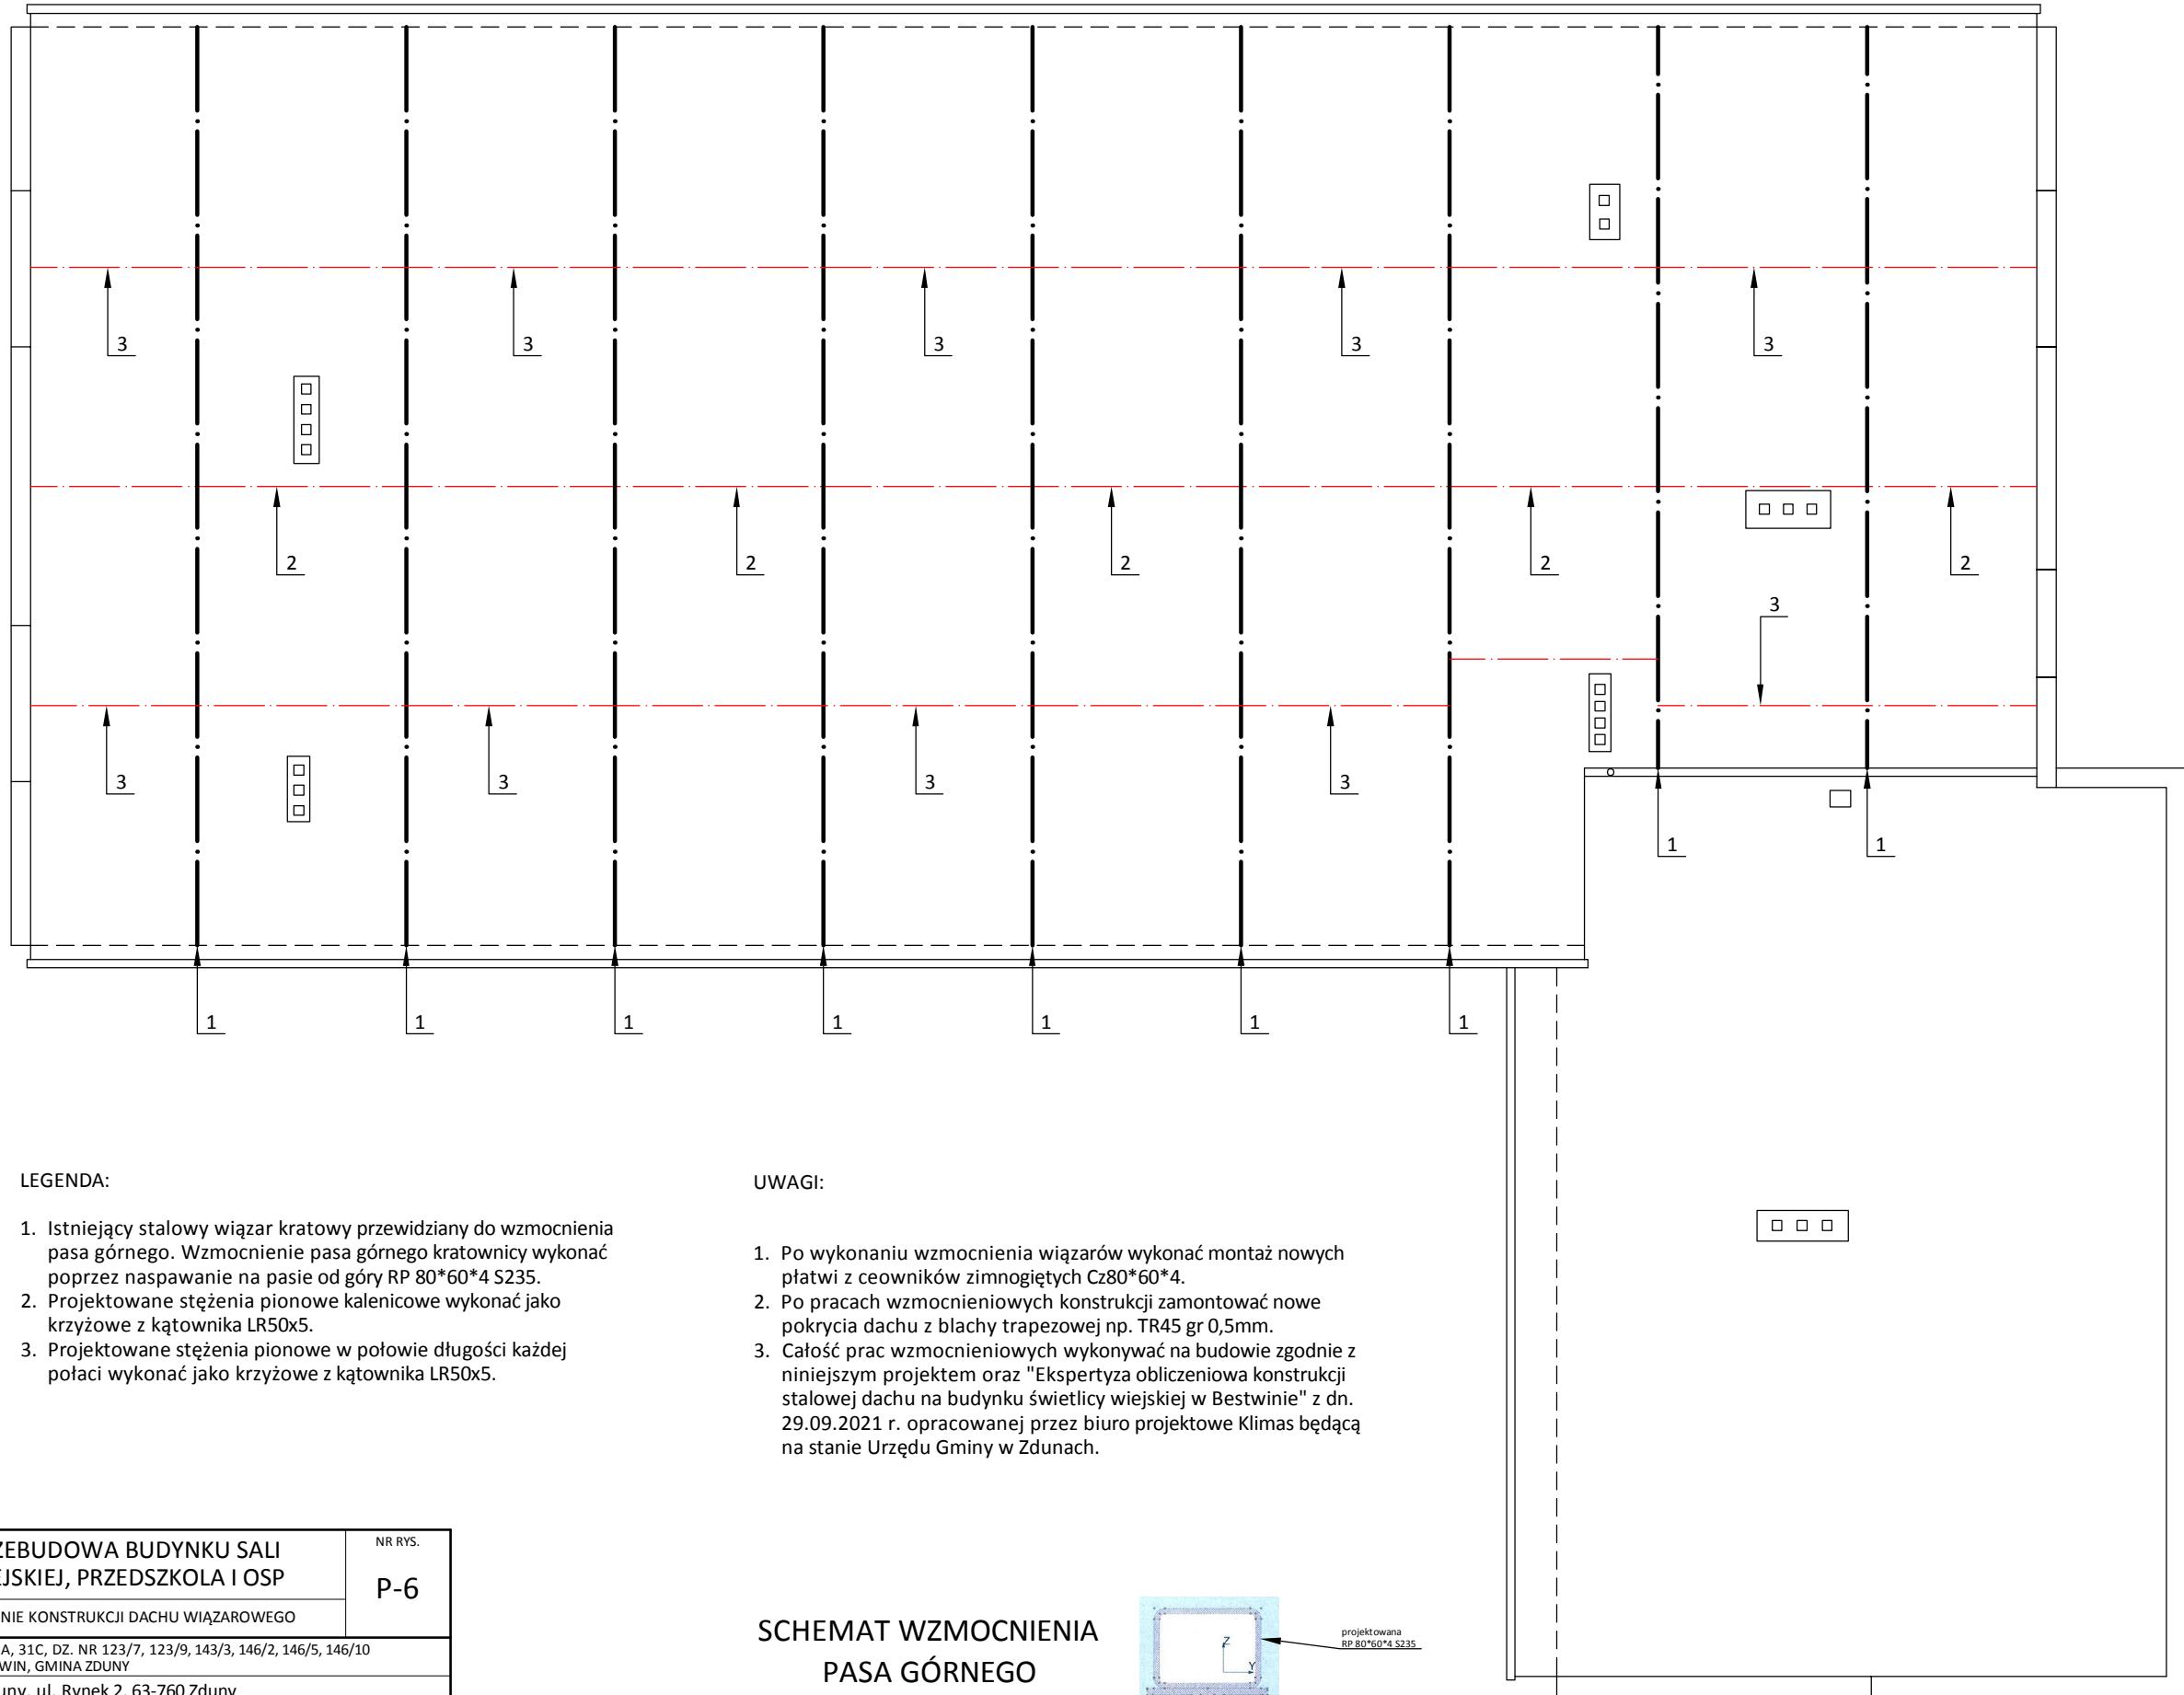 3 3 3 3 3
2 2 2 2 2
3
3 3 3 3
1 1
1 1 1 1 1 1 1
LEGENDA:
1. Istniejący stalowy wiązar kratowy przewidziany do wzmocnienia
pasa górnego. Wzmocnienie pasa górnego kratownicy wykonać
poprzez naspawanie na pasie od góry RP 80*60*4 S235.
2. Projektowane stężenia pionowe kalenicowe wykonać jako
krzyżowe z kątownika LR50x5.
3. Projektowane stężenia pionowe w połowie długości każdej
połaci wykonać jako krzyżowe z kątownika LR50x5.
UWAGI:
1. Po wykonaniu wzmocnienia wiązarów wykonać montaż nowych
płatwi z ceowników zimnogiętych Cz80*60*4.
2. Po pracach wzmocnieniowych konstrukcji zamontować nowe
pokrycia dachu z blachy trapezowej np. TR45 gr 0,5mm.
3. Całość prac wzmocnieniowych wykonywać na budowie zgodnie z
niniejszym projektem oraz "Ekspertyza obliczeniowa konstrukcji
stalowej dachu na budynku świetlicy wiejskiej w Bestwinie" z dn.
29.09.2021 r. opracowanej przez biuro projektowe Klimas będącą
na stanie Urzędu Gminy w Zdunach.
ZEBUDOWA BUDYNKU SALI
EJSKIEJ, PRZEDSZKOLA I OSP
NR RYS.
P-6
NIE KONSTRUKCJI DACHU WIĄZAROWEGO
A, 31C, DZ. NR 123/7, 123/9, 143/3, 146/2, 146/5, 146/10
WIN, GMINA ZDUNY
uny, ul. Rynek 2, 63-760 Zduny
SCHEMAT WZMOCNIENIA
PASA GÓRNEGO
Z
Y
projektowana
RP 80*60*4 S235